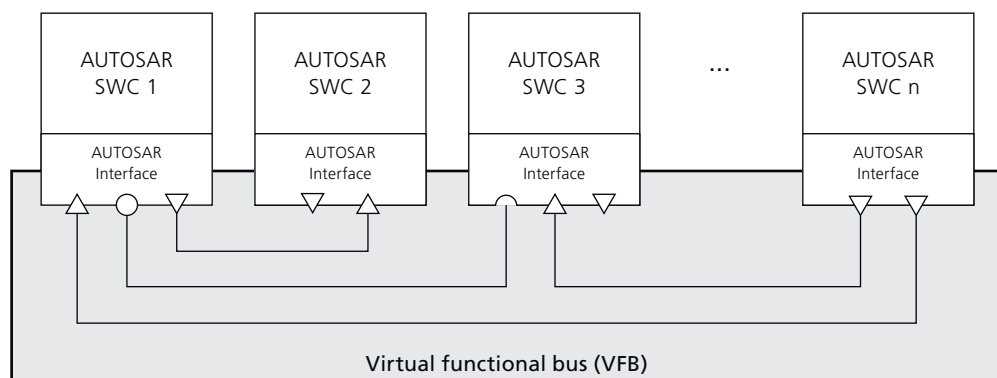 AUTOSAR
SWC 1
AUTOSAR
Interface
AUTOSAR
SWC 2
AUTOSAR
Interface
AUTOSAR
SWC 3
AUTOSAR
Interface
...
AUTOSAR
SWC n
AUTOSAR
Interface
Virtual functional bus (VFB)